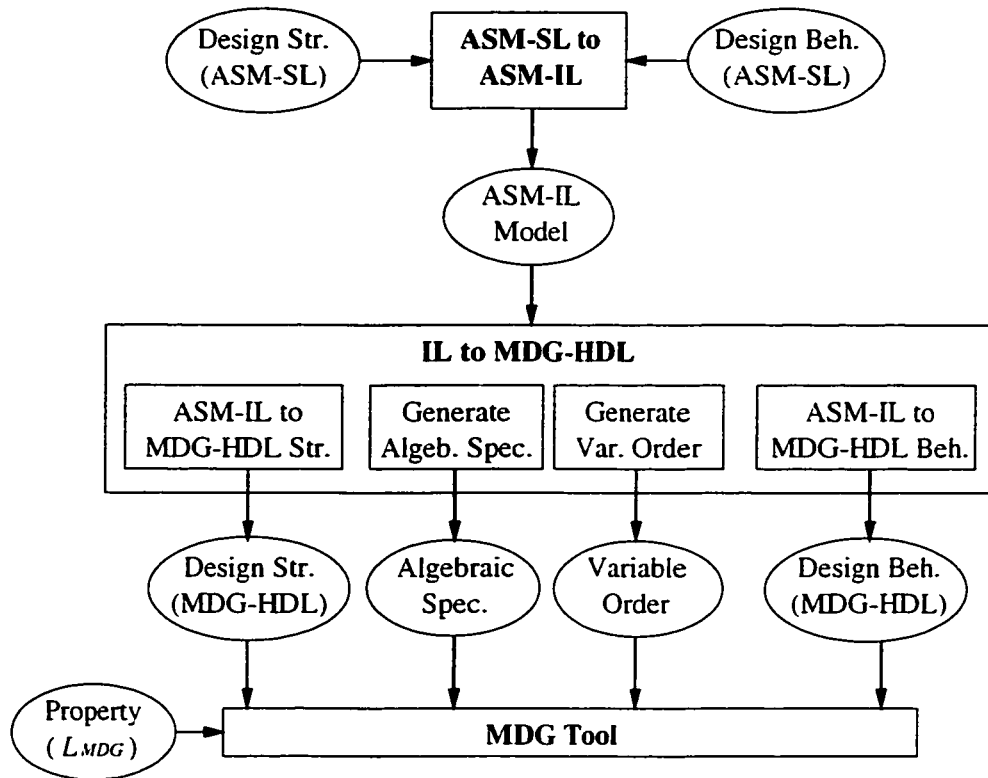 Design Str.
(ASM-SL)
ASM-SL to
ASM-IL
Design Beh.
(ASM-SL)
ASM-IL
Model
IL to MDG-HDL
ASM-IL to
MDG-HDL Str.
Generate
Algeb. Spec.
Generate
Var. Order
ASM-IL to
MDG-HDL Beh.
Design Str.
(MDG-HDL)
Algebraic
Spec.
Variable
Order
Design Beh.
(MDG-HDL)
Property
(LMDG)
MDG Tool